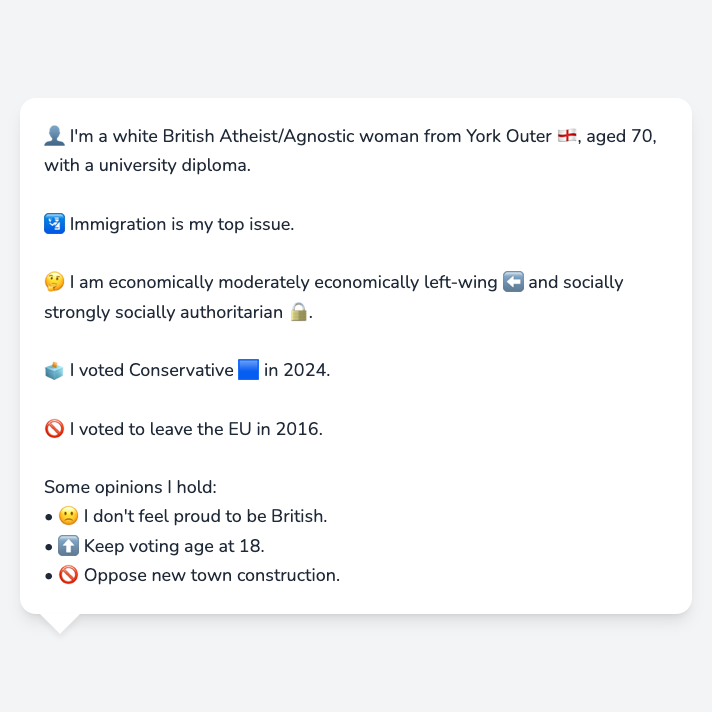 👤 I'm a white British Atheist/Agnostic woman from York Outer 🏴󠁧󠁢󠁥󠁮󠁧󠁿, aged 70,
with a university diploma.
🛂 Immigration is my top issue.
🤔 I am economically moderately economically left-wing ⬅️ and socially
strongly socially authoritarian 🔒.
🗳️ I voted Conservative 🟦 in 2024.
🚫 I voted to leave the EU in 2016.
Some opinions I hold:
• 🙁 I don't feel proud to be British.
• ⬆️ Keep voting age at 18.
• 🚫 Oppose new town construction.